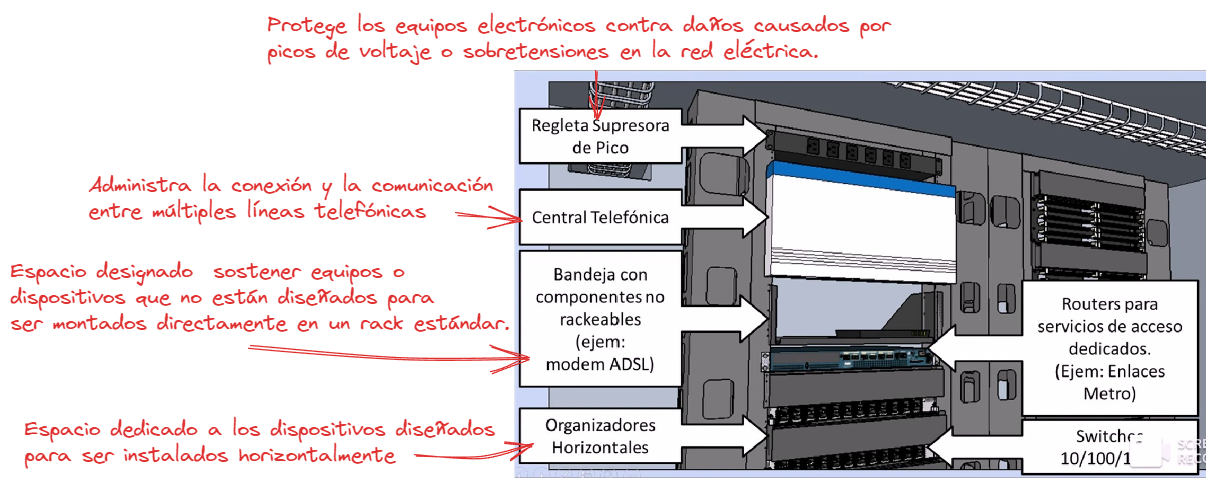 Protege los equipos electrónicos contra daños causados por
picos de voltaje o sobretensiones en la red eléctrica.
Regleta Supresora
de Pico
Administra la conexión y la comunicación
entre múltiples líneas telefónicas
Central Telefónica
Espacio designado sostener equipos o
dispositivos que no están diseñados para
ser montados directamente en un rack estándar.
Bandeja con
componentes no
rackeables
(ejem:
modem ADSL)
Routers para
servicios de acceso
dedicados.
(Ejem: Enlaces
Metro)
Espacio dedicado a los dispositivos diseñados
para ser instalados horizontalmente
Organizadores
Horizontales
Switches
10/100/1